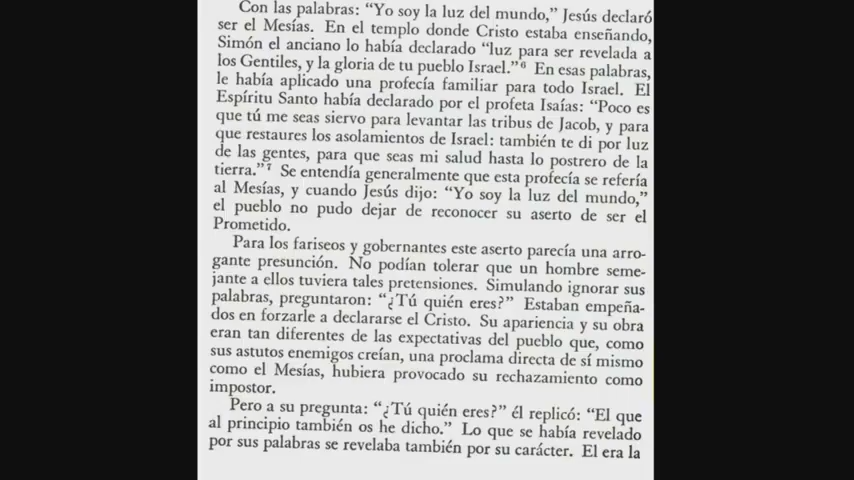 Con las palabras: “Yo soy la luz del mundo,” Jesús declaró
ser el Mesías. En el templo donde Cristo estaba enseñando,
Simón el anciano lo había declarado “luz para ser revelada a
los Gentiles, y la gloria de tu pueblo Israel.”⁶ En esas palabras,
le había aplicado una profecía familiar para todo Israel. El
Espíritu Santo había declarado por el profeta Isaías: “Poco es
que tú me seas siervo para levantar las tribus de Jacob, y para
que restaures los asolamientos de Israel: también te di por luz
de las gentes, para que seas mi salud hasta lo postrero de la
tierra.”⁷ Se entendía generalmente que esta profecía se refería
al Mesías, y cuando Jesús dijo: “Yo soy la luz del mundo,”
el pueblo no pudo dejar de reconocer su aserto de ser el
Prometido.
Para los fariseos y gobernantes este aserto parecía una arro-
gante presunción. No podían tolerar que un hombre seme-
jante a ellos tuviera tales pretensiones. Simulando ignorar sus
palabras, preguntaron: “¿Tú quién eres?” Estaban empeña-
dos en forzarle a declararse el Cristo. Su apariencia y su obra
eran tan diferentes de las expectativas del pueblo que, como
sus astutos enemigos creían, una proclama directa de sí mismo
como el Mesías, hubiera provocado su rechazamiento como
impostor.
Pero a su pregunta: “¿Tú quién eres?” él replicó: “El que
al principio también os he dicho.” Lo que se había revelado
por sus palabras se revelaba también por su carácter. El era la